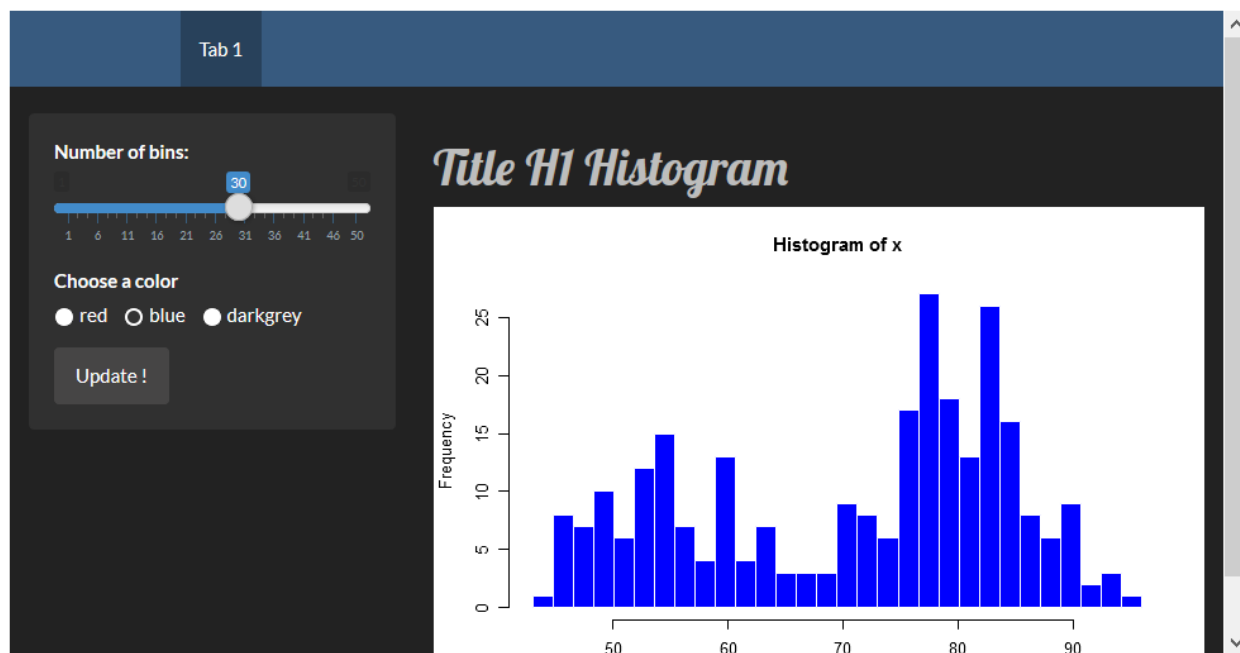 Tab 1
Number of bins:
30
1 6 11 16 21 26 31 36 41 46 50
Choose a color
red blue darkgrey
Update !
Title H1 Histogram
Histogram of x
Frequency
25
20
15
10
5
0
50 60 70 80 90